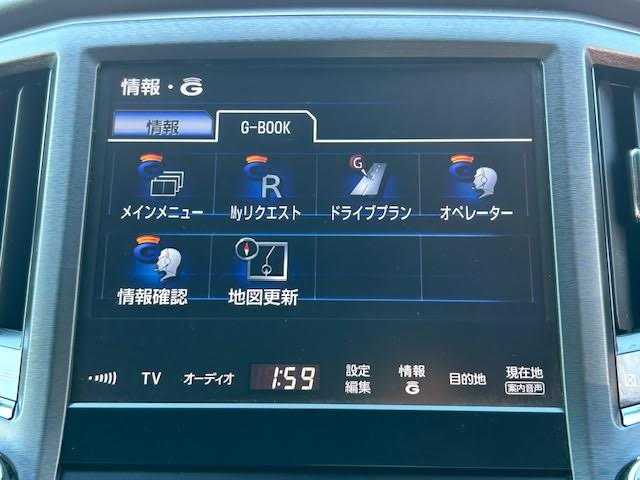 情報・G
情報 G-BOOK
メインメニュー Myリクエスト ドライブプラン オペレーター
情報確認 地図更新
TV オーディオ 1:59 設定編集 情報G 目的地 現在地 案内音声